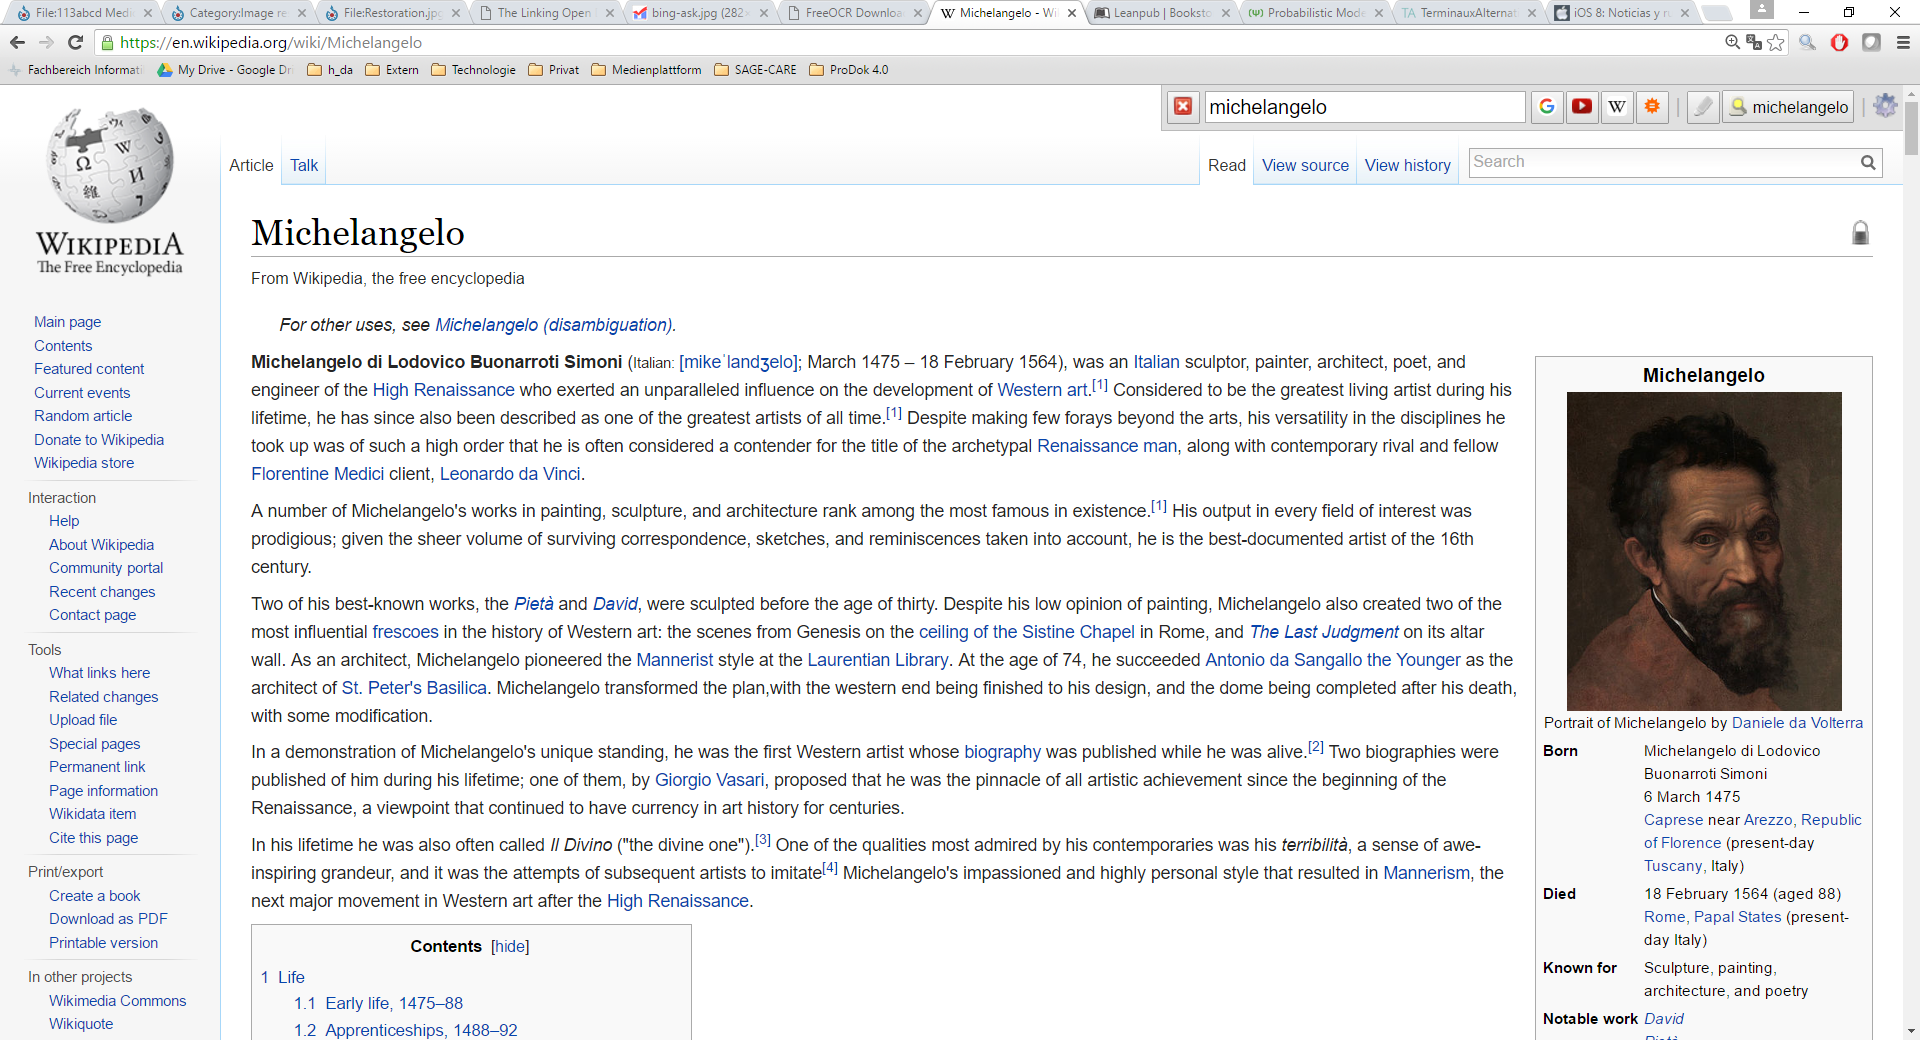 File:113abcd Medi
Category:Image re
File:Restoration.jpg
The Linking Open
bing-ask.jpg (282×
FreeOCR Downloa
Michelangelo - Wi
Leanpub | Booksto
Probabilistic Mode
TA TerminauxAlternat
iOS 8: Noticias y
https://en.wikipedia.org/wiki/Michelangelo
Fachbereich Informati
My Drive - Google Dri
h_da
Extern
Technologie
Privat
Medienplattform
SAGE-CARE
ProDok 4.0
michelangelo
G
W
michelangelo
WIKIPEDIA
The Free Encyclopedia
Article
Talk
Read
View source
View history
Search
Michelangelo
From Wikipedia, the free encyclopedia
For other uses, see Michelangelo (disambiguation).
Michelangelo di Lodovico Buonarroti Simoni (Italian: [mikeˈlandʒelo]; March 1475 – 18 February 1564), was an Italian sculptor, painter, architect, poet, and
engineer of the High Renaissance who exerted an unparalleled influence on the development of Western art.[1] Considered to be the greatest living artist during his
lifetime, he has since also been described as one of the greatest artists of all time.[1] Despite making few forays beyond the arts, his versatility in the disciplines he
took up was of such a high order that he is often considered a contender for the title of the archetypal Renaissance man, along with contemporary rival and fellow
Florentine Medici client, Leonardo da Vinci.
A number of Michelangelo's works in painting, sculpture, and architecture rank among the most famous in existence.[1] His output in every field of interest was
prodigious; given the sheer volume of surviving correspondence, sketches, and reminiscences taken into account, he is the best-documented artist of the 16th
century.
Two of his best-known works, the Pietà and David, were sculpted before the age of thirty. Despite his low opinion of painting, Michelangelo also created two of the
most influential frescoes in the history of Western art: the scenes from Genesis on the ceiling of the Sistine Chapel in Rome, and The Last Judgment on its altar
wall. As an architect, Michelangelo pioneered the Mannerist style at the Laurentian Library. At the age of 74, he succeeded Antonio da Sangallo the Younger as the
architect of St. Peter's Basilica. Michelangelo transformed the plan,with the western end being finished to his design, and the dome being completed after his death,
with some modification.
In a demonstration of Michelangelo's unique standing, he was the first Western artist whose biography was published while he was alive.[2] Two biographies were
published of him during his lifetime; one of them, by Giorgio Vasari, proposed that he was the pinnacle of all artistic achievement since the beginning of the
Renaissance, a viewpoint that continued to have currency in art history for centuries.
In his lifetime he was also often called Il Divino ("the divine one").[3] One of the qualities most admired by his contemporaries was his terribilità, a sense of awe-
inspiring grandeur, and it was the attempts of subsequent artists to imitate[4] Michelangelo's impassioned and highly personal style that resulted in Mannerism, the
next major movement in Western art after the High Renaissance.
Contents [hide]
1 Life
1.1 Early life, 1475–88
1.2 Apprenticeships, 1488–92
Michelangelo
Portrait of Michelangelo by Daniele da Volterra
Born Michelangelo di Lodovico
Buonarroti Simoni
6 March 1475
Caprese near Arezzo, Republic
of Florence (present-day
Tuscany, Italy)
Died 18 February 1564 (aged 88)
Rome, Papal States (present-
day Italy)
Known for Sculpture, painting,
architecture, and poetry
Notable work David
Main page
Contents
Featured content
Current events
Random article
Donate to Wikipedia
Wikipedia store
Interaction
Help
About Wikipedia
Community portal
Recent changes
Contact page
Tools
What links here
Related changes
Upload file
Special pages
Permanent link
Page information
Wikidata item
Cite this page
Print/export
Create a book
Download as PDF
Printable version
In other projects
Wikimedia Commons
Wikiquote